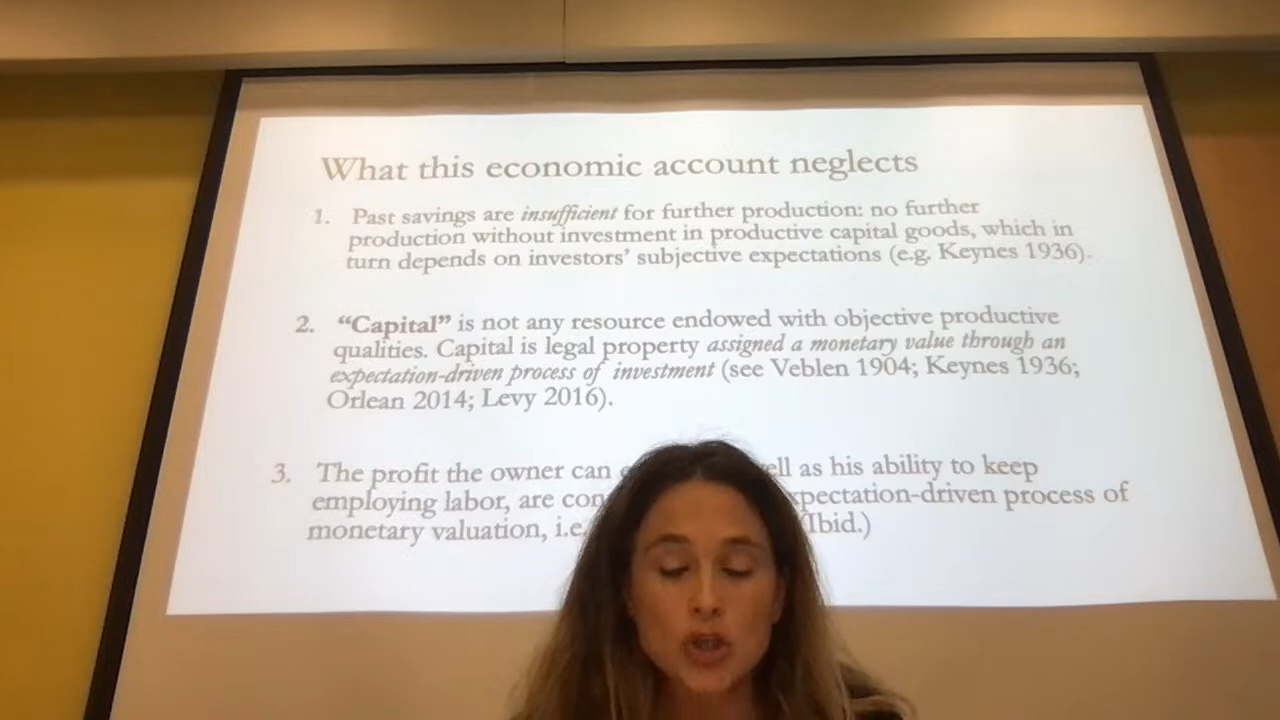 What this economic account neglects
1. Past savings are insufficient for further production: no further
production without investment in productive capital goods, which in
turn depends on investors' subjective expectations (e.g. Keynes 1936).
2. “Capital” is not any resource endowed with objective productive
qualities. Capital is legal property assigned a monetary value through an
expectation-driven process of investment (see Veblen 1904; Keynes 1936;
Orlean 2014; Levy 2016).
3. The profit the owner can as his ability to keep
employing labor, are expectation-driven process of
monetary valuation, i.e. (Ibid.)